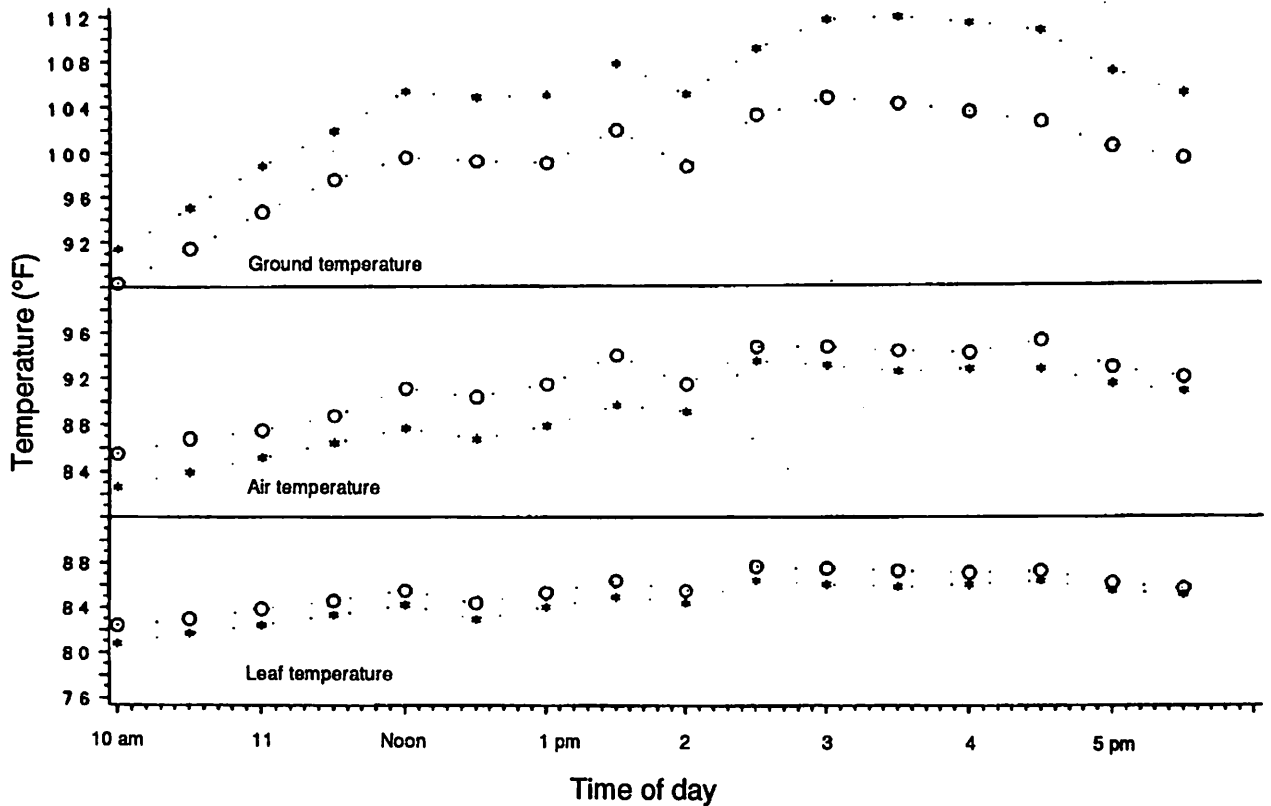 112
108
104
100
96
92
Ground temperature
Temperature (°F)
96
92
88
84
Air temperature
88
84
80
76
Leaf temperature
10 am 11 Noon 1 pm 2 3 4 5 pm
Time of day